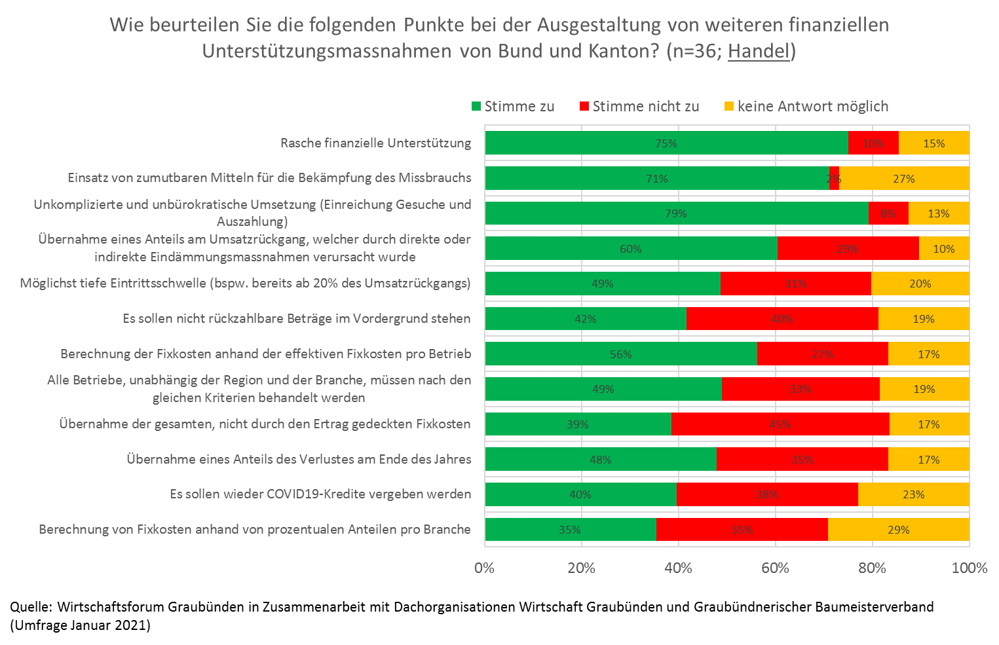 Wie beurteilen Sie die folgenden Punkte bei der Ausgestaltung von weiteren finanziellen
Unterstützungsmassnahmen von Bund und Kanton? (n=36; Handel)
Stimme zu Stimme nicht zu keine Antwort möglich
Rasche finanzielle Unterstützung 75% 10% 15%
Einsatz von zumutbaren Mitteln für die Bekämpfung des Missbrauchs 71% 2% 27%
Unkomplizierte und unbürokratische Umsetzung (Einreichung Gesuche und
Auszahlung) 79% 8% 13%
Übernahme eines Anteils am Umsatzrückgang, welcher durch direkte oder
indirekte Eindämmungsmassnahmen verursacht wurde 60% 29% 10%
Möglichst tiefe Eintrittsschwelle (bspw. bereits ab 20% des Umsatzrückgangs) 49% 31% 20%
Es sollen nicht rückzahlbare Beträge im Vordergrund stehen 42% 40% 19%
Berechnung der Fixkosten anhand der effektiven Fixkosten pro Betrieb 56% 27% 17%
Alle Betriebe, unabhängig der Region und der Branche, müssen nach den
gleichen Kriterien behandelt werden 49% 33% 19%
Übernahme der gesamten, nicht durch den Ertrag gedeckten Fixkosten 39% 45% 17%
Übernahme eines Anteils des Verlustes am Ende des Jahres 48% 35% 17%
Es sollen wieder COVID19-Kredite vergeben werden 40% 38% 23%
Berechnung von Fixkosten anhand von prozentualen Anteilen pro Branche 35% 35% 29%
0% 20% 40% 60% 80% 100%
Quelle: Wirtschaftsforum Graubünden in Zusammenarbeit mit Dachorganisationen Wirtschaft Graubünden und Graubündnerischer Baumeisterverband
(Umfrage Januar 2021)